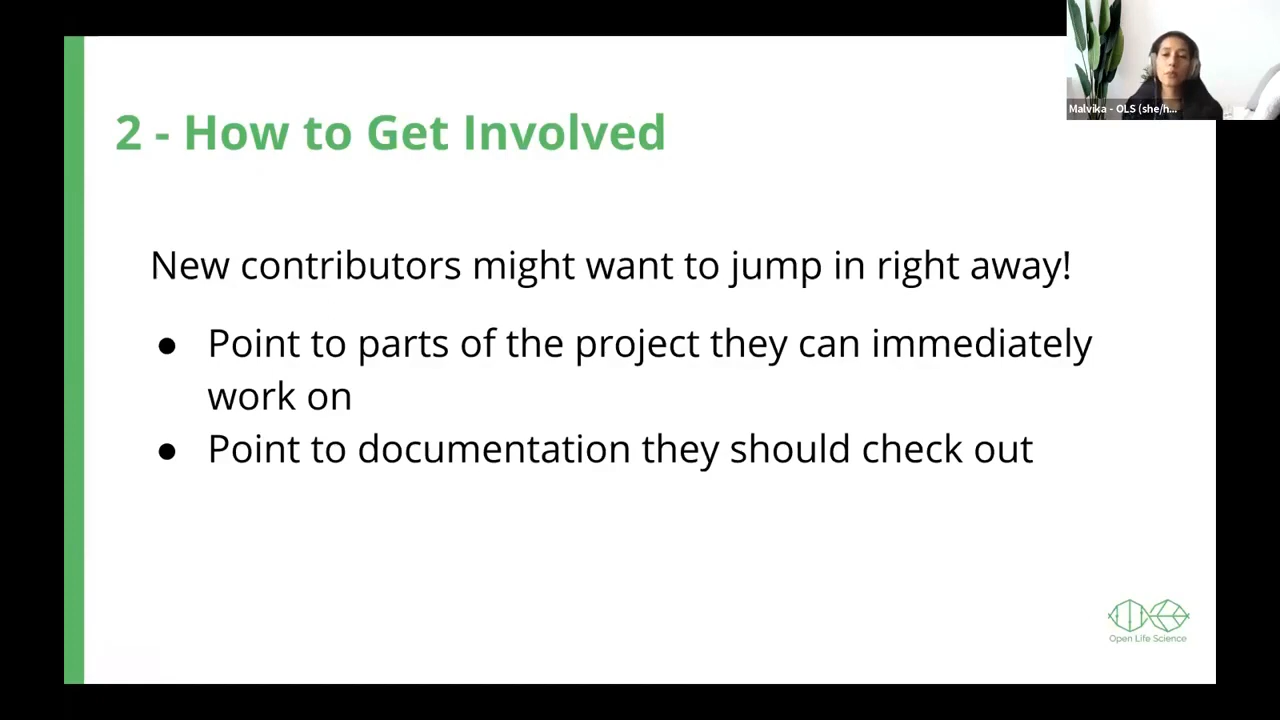 Malvika - OLS (she/h...
2 - How to Get Involved
New contributors might want to jump in right away!
● Point to parts of the project they can immediately
work on
● Point to documentation they should check out
Open Life Science